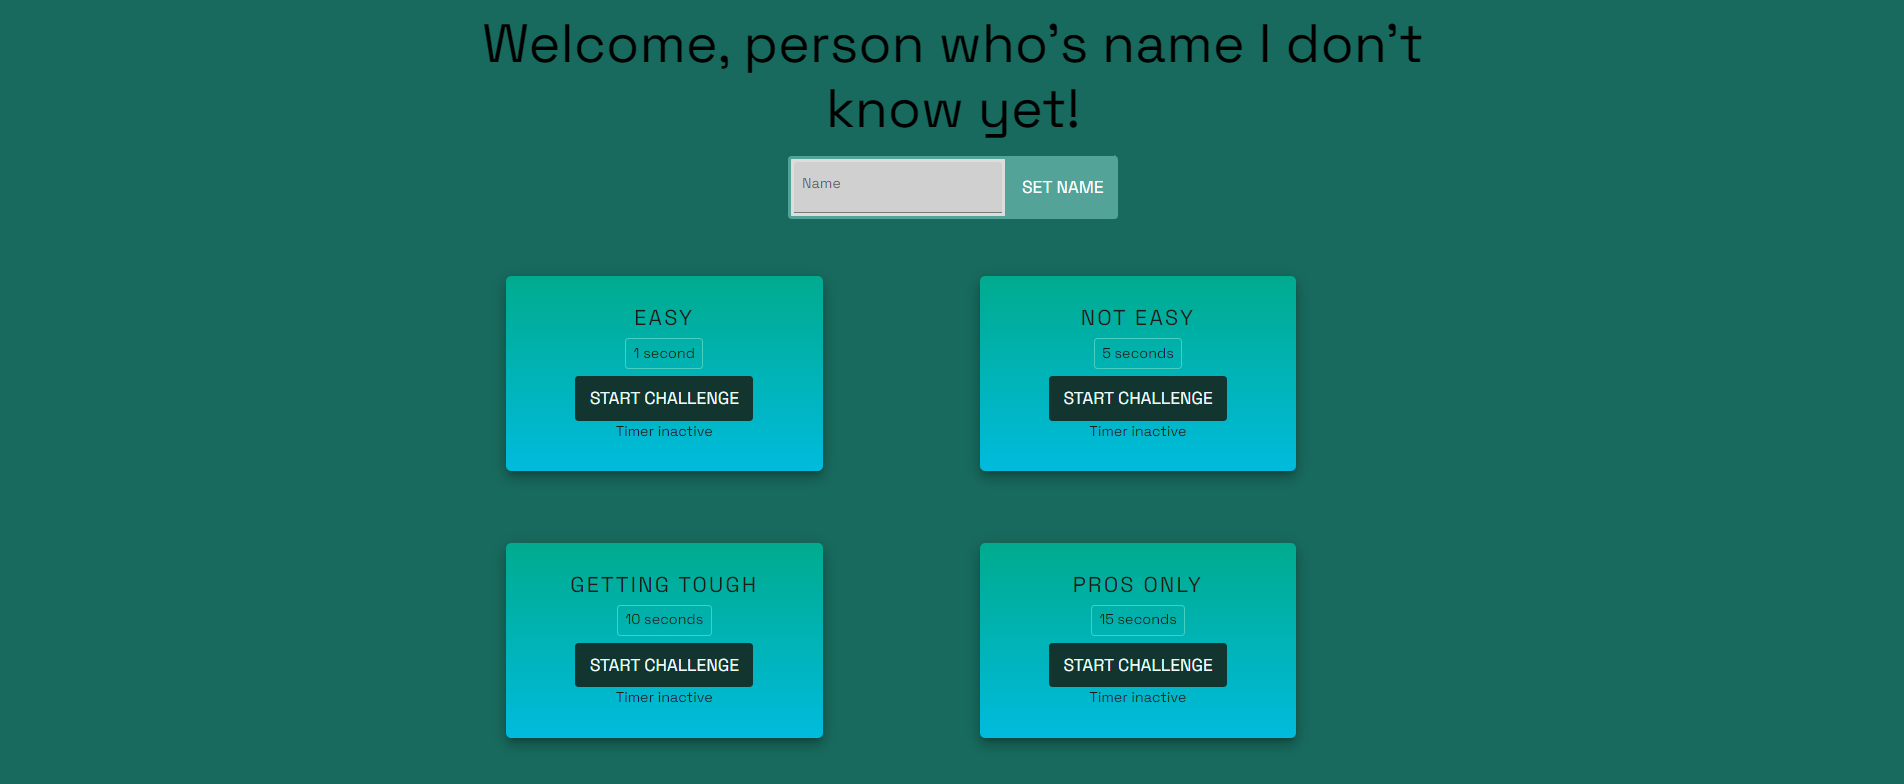 Welcome, person who's name I don't
know yet!
Name
SET NAME
EASY
1 second
START CHALLENGE
Timer inactive
NOT EASY
5 seconds
START CHALLENGE
Timer inactive
GETTING TOUGH
10 seconds
START CHALLENGE
Timer inactive
PROS ONLY
15 seconds
START CHALLENGE
Timer inactive